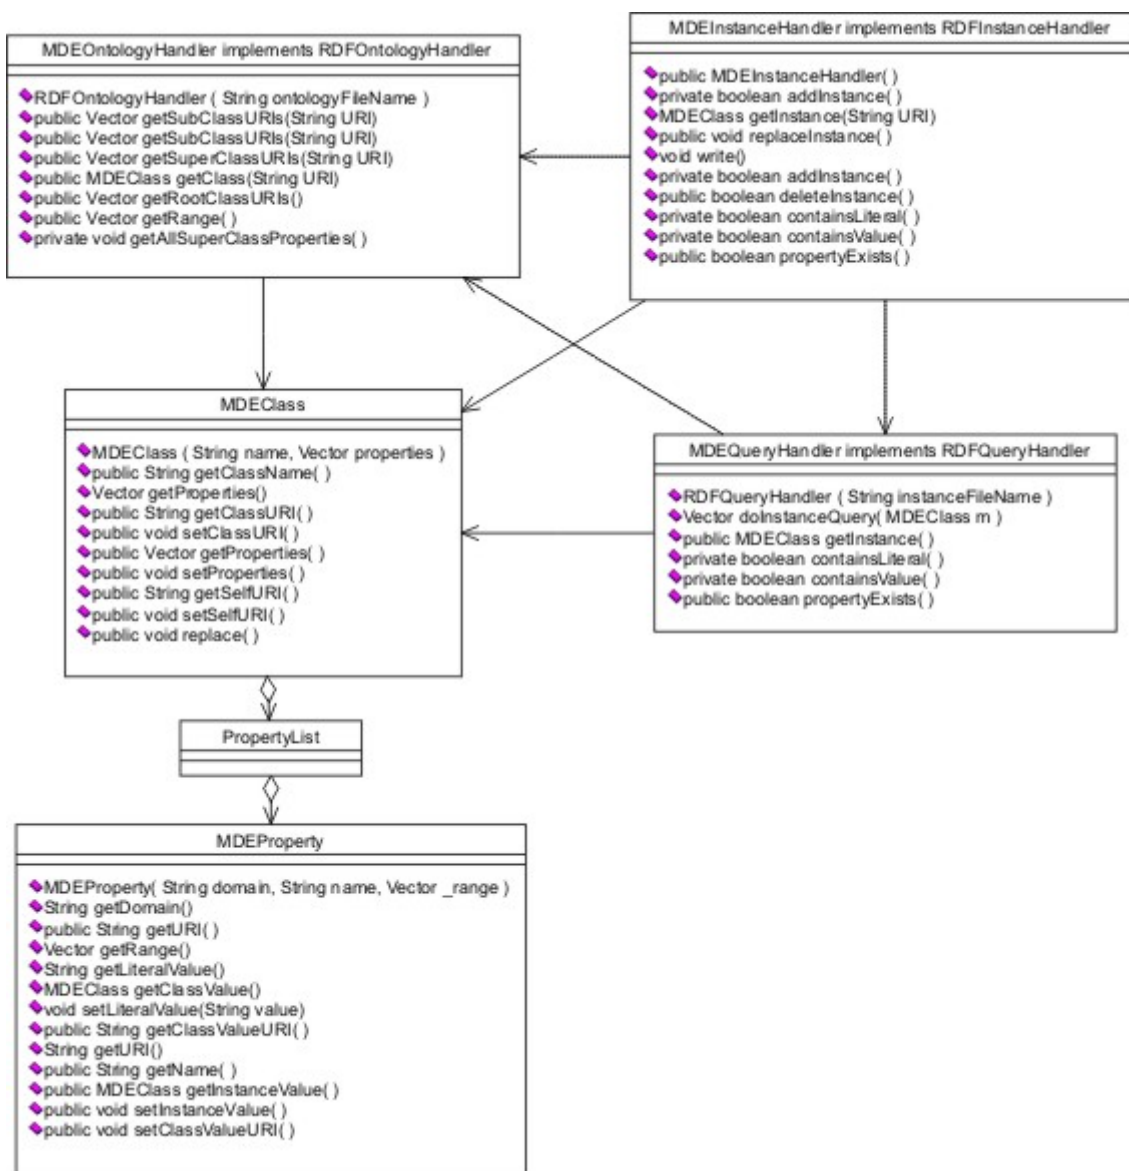 MDEOntologyHandler implements RDFOntologyHandler
RDFOntologyHandler ( String ontologyFileName )
public Vector getSubClassURIs(String URI)
public Vector getSubClassURIs(String URI)
public Vector getSuperClassURIs(String URI)
public MDEClass getClass(String URI)
public Vector getRootClassURIs()
public Vector getRange( )
private void getAllSuperClassProperties( )
MDEInstanceHandler implements RDFInstanceHandler
public MDEInstanceHandler( )
private boolean addInstance( )
MDEClass getInstance(String URI)
public void replaceInstance( )
void write()
private boolean addInstance( )
public boolean deleteInstance( )
private boolean containsLiteral( )
private boolean containsValue( )
public boolean propertyExists( )
MDEClass
MDEClass ( String name, Vector properties )
public String getClassName( )
Vector getProperties()
public String getClassURI( )
public void setClassURI( )
public Vector getProperties( )
public void setProperties( )
public String getSelfURI( )
public void setSelfURI( )
public void replace( )
MDEQueryHandler implements RDFQueryHandler
RDFQueryHandler ( String instanceFileName )
Vector doInstanceQuery( MDEClass m )
public MDEClass getInstance( )
private boolean containsLiteral( )
private boolean containsValue( )
public boolean propertyExists( )
PropertyList
MDEProperty
MDEProperty( String domain, String name, Vector _range )
String getDomain()
public String getURI( )
Vector getRange()
String getLiteralValue()
MDEClass getClassValue()
void setLiteralValue(String value)
public String getClassValueURI( )
String getURI()
public String getName( )
public MDEClass getInstanceValue( )
public void setInstanceValue( )
public void setClassValueURI( )